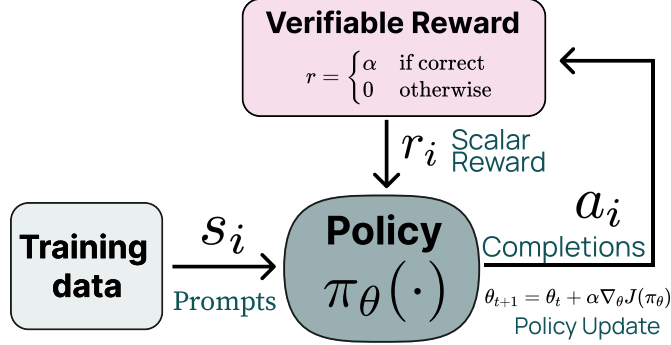 Verifiable Reward
r = { α if correct
0 otherwise
r_i Scalar
Reward
Training
data
s_i
Prompts
Policy
π_θ(·)
a_i
Completions
θ_{t+1} = θ_t + α∇_θJ(π_θ)
Policy Update